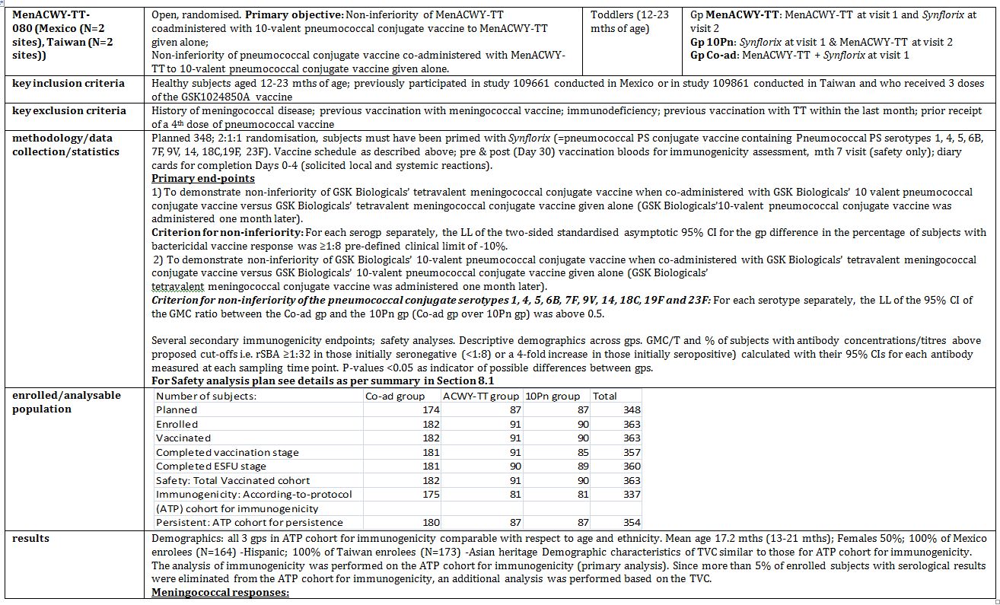 MenACWY-TT-
080 (Mexico (N=2
sites), Taiwan (N=2
sites))
Open, randomised. Primary objective: Non-inferiority of MenACWY-TT
coadministered with 10-valent pneumococcal conjugate vaccine to MenACWY-TT
given alone;
Non-inferiority of pneumococcal conjugate vaccine co-administered with MenACWY-
TT to 10-valent pneumococcal conjugate vaccine given alone.
Toddlers (12-23
mths of age)
Gp MenACWY-TT: MenACWY-TT at visit 1 and Synflorix at
visit 2
Gp 10Pn: Synflorix at visit 1 & MenACWY-TT at visit 2
Gp Co-ad: MenACWY-TT + Synflorix at visit 1
key inclusion criteria
Healthy subjects aged 12-23 mths of age; previously participated in study 109661 conducted in Mexico or in study 109861 conducted in Taiwan and who received 3 doses
of the GSK1024850A vaccine
key exclusion criteria
History of meningococcal disease; previous vaccination with meningococcal vaccine; immunodeficiency; previous vaccination with TT within the last month; prior receipt
of a 4th dose of pneumococcal vaccine
methodology/data
collection/statistics
Planned 348; 2:1:1 randomisation, subjects must have been primed with Synflorix (=pneumococcal PS conjugate vaccine containing Pneumococcal PS serotypes 1, 4, 5, 6B,
7F, 9V, 14, 18C,19F, 23F). Vaccine schedule as described above; pre & post (Day 30) vaccination bloods for immunogenicity assessment, mth 7 visit (safety only); diary
cards for completion Days 0-4 (solicited local and systemic reactions).
Primary end-points
1) To demonstrate non-inferiority of GSK Biologicals' tetravalent meningococcal conjugate vaccine when co-administered with GSK Biologicals' 10 valent pneumococcal
conjugate vaccine versus GSK Biologicals' tetravalent meningococcal conjugate vaccine given alone (GSK Biologicals'10-valent pneumococcal conjugate vaccine was
administered one month later).
Criterion for non-inferiority: For each serogp separately, the LL of the two-sided standardised asymptotic 95% CI for the gp difference in the percentage of subjects with
bactericidal vaccine response was ≥1:8 pre-defined clinical limit of -10%.
2) To demonstrate non-inferiority of GSK Biologicals' 10-valent pneumococcal conjugate vaccine when co-administered with GSK Biologicals' tetravalent meningococcal
conjugate vaccine versus GSK Biologicals' 10-valent pneumococcal conjugate vaccine given alone (GSK Biologicals'
tetravalent meningococcal conjugate vaccine was administered one month later).
Criterion for non-inferiority of the pneumococcal conjugate serotypes 1, 4, 5, 6B, 7F, 9V, 14, 18C, 19F and 23F: For each serotype separately, the LL of the 95% CI of
the GMC ratio between the Co-ad gp and the 10Pn gp (Co-ad gp over 10Pn gp) was above 0.5.
Several secondary immunogenicity endpoints; safety analyses. Descriptive demographics across gps. GMC/T and % of subjects with antibody concentrations/titres above
proposed cut-offs i.e. rSBA ≥1:32 in those initially seronegative (<1:8) or a 4-fold increase in those initially seropositive) calculated with their 95% CIs for each antibody
measured at each sampling time point. P-values <0.05 as indicator of possible differences between gps.
For Safety analysis plan see details as per summary in Section 8.1
enrolled/analysable
population
Number of subjects: Co-ad group ACWY-TT group 10Pn group Total
Planned 174 87 87 348
Enrolled 182 91 90 363
Vaccinated 182 91 90 363
Completed vaccination stage 181 91 85 357
Completed ESFU stage 181 90 89 360
Safety: Total Vaccinated cohort 182 91 90 363
Immunogenicity: According-to-protocol 175 81 81 337
(ATP) cohort for immunogenicity
Persistent: ATP cohort for persistence 180 87 87 354
results
Demographics: all 3 gps in ATP cohort for immunogenicity comparable with respect to age and ethnicity. Mean age 17.2 mths (13-21 mths); Females 50%; 100% of Mexico
enrolees (N=164) -Hispanic; 100% of Taiwan enrolees (N=173) -Asian heritage Demographic characteristics of TVC similar to those for ATP cohort for immunogenicity.
The analysis of immunogenicity was performed on the ATP cohort for immunogenicity (primary analysis). Since more than 5% of enrolled subjects with serological results
were eliminated from the ATP cohort for immunogenicity, an additional analysis was performed based on the TVC.
Meningococcal responses: